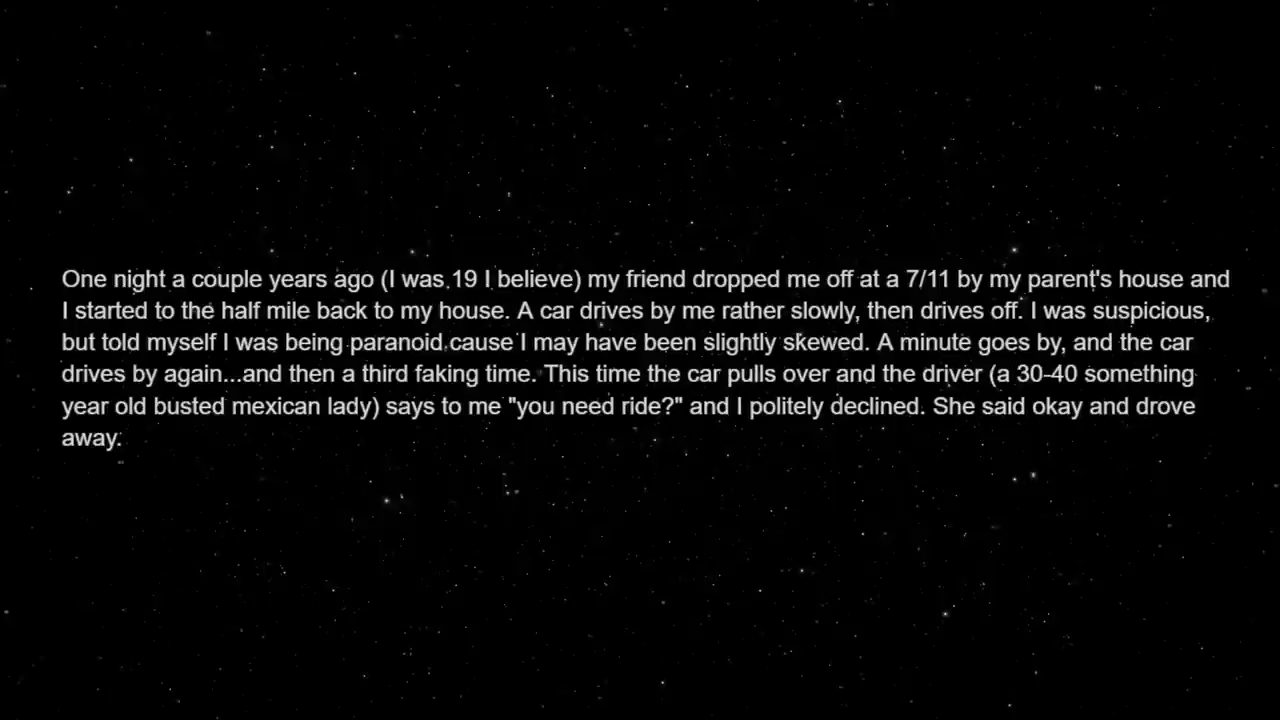 One night a couple years ago (I was 19 I believe) my friend dropped me off at a 7/11 by my parent's house and
I started to the half mile back to my house. A car drives by me rather slowly, then drives off. I was suspicious,
but told myself I was being paranoid cause I may have been slightly skewed. A minute goes by, and the car
drives by again...and then a third faking time. This time the car pulls over and the driver (a 30-40 something
year old busted mexican lady) says to me "you need ride?" and I politely declined. She said okay and drove
away.